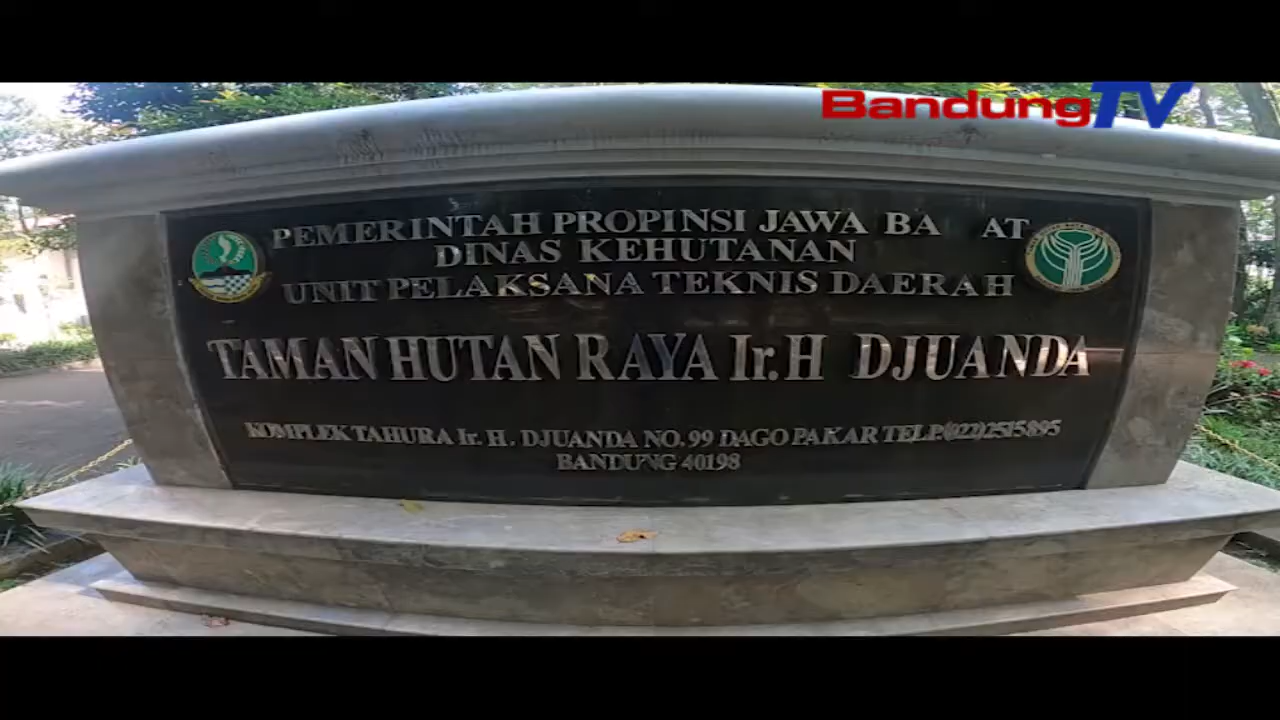 BandungTV
PEMERINTAH PROPINSI JAWA BA AT
DINAS KEHUTANAN
UNIT PELAKSANA TEKNIS DAERAH
TAMAN HUTAN RAYA Ir.H DJUANDA
KOMPLEK TAHURA Ir. H. DJUANDA NO. 99 DAGO PAKAR TELP.(022)2515895
BANDUNG 40198